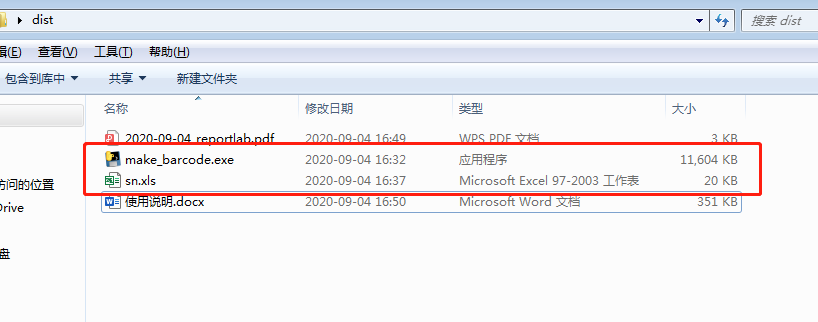 dist
搜索 dist
辑(E) 查看(V) 工具(T) 帮助(H)
包含到库中 共享 新建文件夹
名称 修改日期 类型 大小
2020-09-04_reportlab.pdf 2020-09-04 16:49 WPS PDF 文档 3 KB
make_barcode.exe 2020-09-04 16:32 应用程序 11,604 KB
访问的位置
sn.xls 2020-09-04 16:37 Microsoft Excel 97-2003 工作表 20 KB
Drive
使用说明.docx 2020-09-04 16:50 Microsoft Word 文档 351 KB
盘